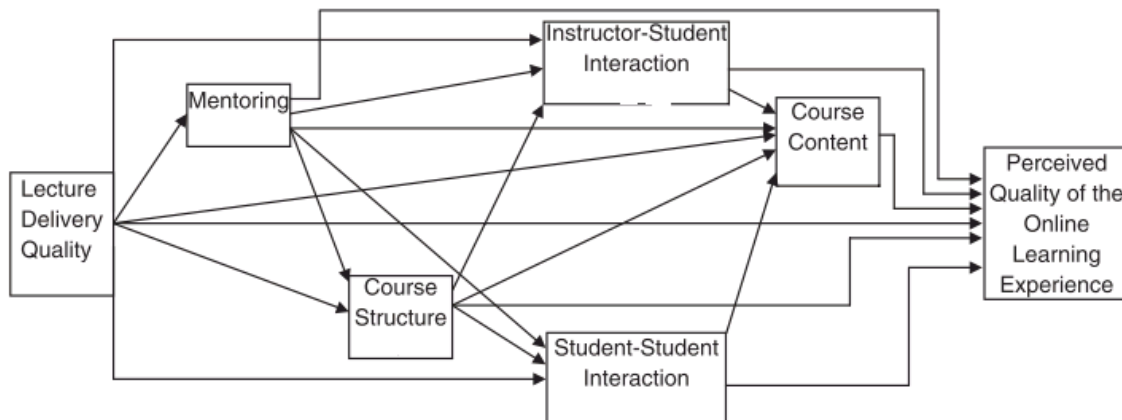 Instructor-Student
Interaction
Mentoring
Course
Content
Perceived
Quality of the
Online
Learning
Experience
Lecture
Delivery
Quality
Course
Structure
Student-Student
Interaction